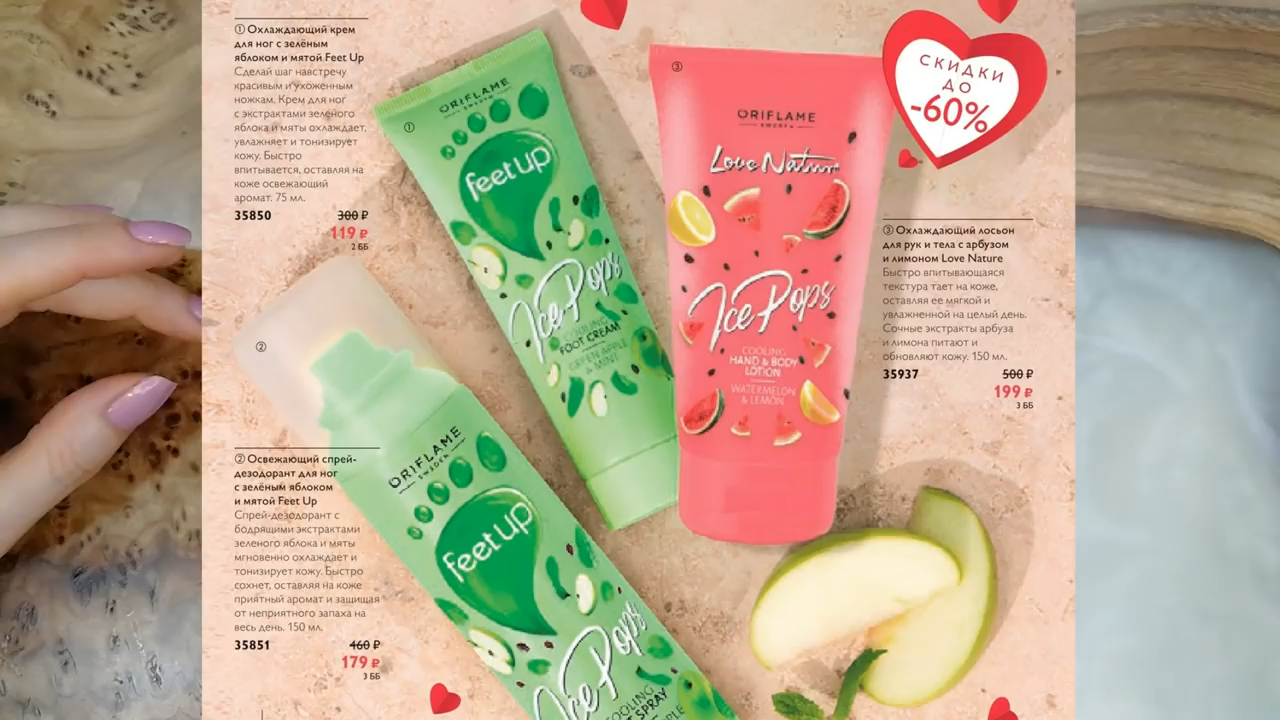 ① Охлаждающий крем
для ног с зелёным
яблоком и мятой Feet Up
Сделай шаг навстречу
красивым и ухоженным
ножкам. Крем для ног
с экстрактами зеленого
яблока и мяты охлаждает,
увлажняет и тонизирует
кожу. Быстро
впитывается, оставляя на
коже освежающий
аромат. 75 мл.
35850 300 ₽
119 ₽
2 ББ
②
② Освежающий спрей-
дезодорант для ног
с зелёным яблоком
и мятой Feet Up
Спрей-дезодорант с
бодрящими экстрактами
зеленого яблока и мяты
мгновенно охлаждает и
тонизирует кожу. Быстро
сохнет, оставляя на коже
приятный аромат и защищая
от неприятного запаха на
весь день. 150 мл.
35851 460 ₽
179 ₽
3 ББ
①
ORIFLAME
SWEDEN
feet up
Ice Pops
COOLING
FOOT CREAM
GREEN APPLE
& MINT
ORIFLAME
SWEDEN
feet up
Ice Pops
COOLING
SPRAY
③
ORIFLAME
SWEDEN
Love Nature
Ice Pops
COOLING
HAND & BODY
LOTION
WATERMELON
& LEMON
СКИДКИ
ДО
-60%
③ Охлаждающий лосьон
для рук и тела с арбузом
и лимоном Love Nature
Быстро впитывающаяся
текстура тает на коже,
оставляя ее мягкой и
увлажненной на целый день.
Сочные экстракты арбуза
и лимона питают и
обновляют кожу. 150 мл.
35937 500 ₽
199 ₽
3 ББ